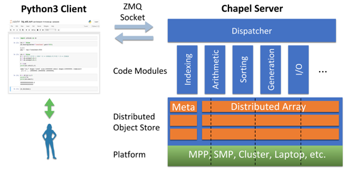 Python3 Client
ZMQ
Socket
Chapel Server
Dispatcher
Code Modules
Indexing
Arithmetic
Sorting
Generation
I/O
...
Distributed
Object Store
Meta
Distributed Array
Platform
MPP, SMP, Cluster, Laptop, etc.